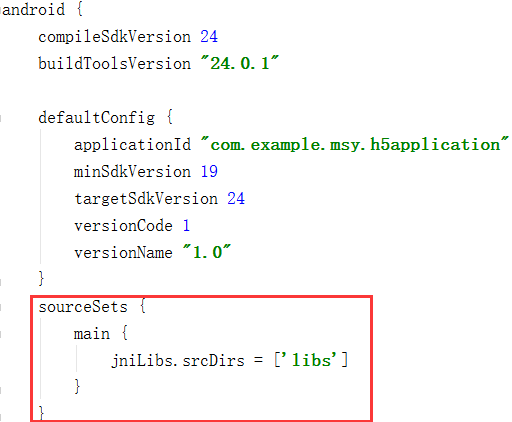 android {
    compileSdkVersion 24
    buildToolsVersion "24.0.1"
    defaultConfig {
        applicationId "com.example.msy.h5application"
        minSdkVersion 19
        targetSdkVersion 24
        versionCode 1
        versionName "1.0"
    }
    sourceSets {
        main {
            jniLibs.srcDirs = ['libs']
        }
    }